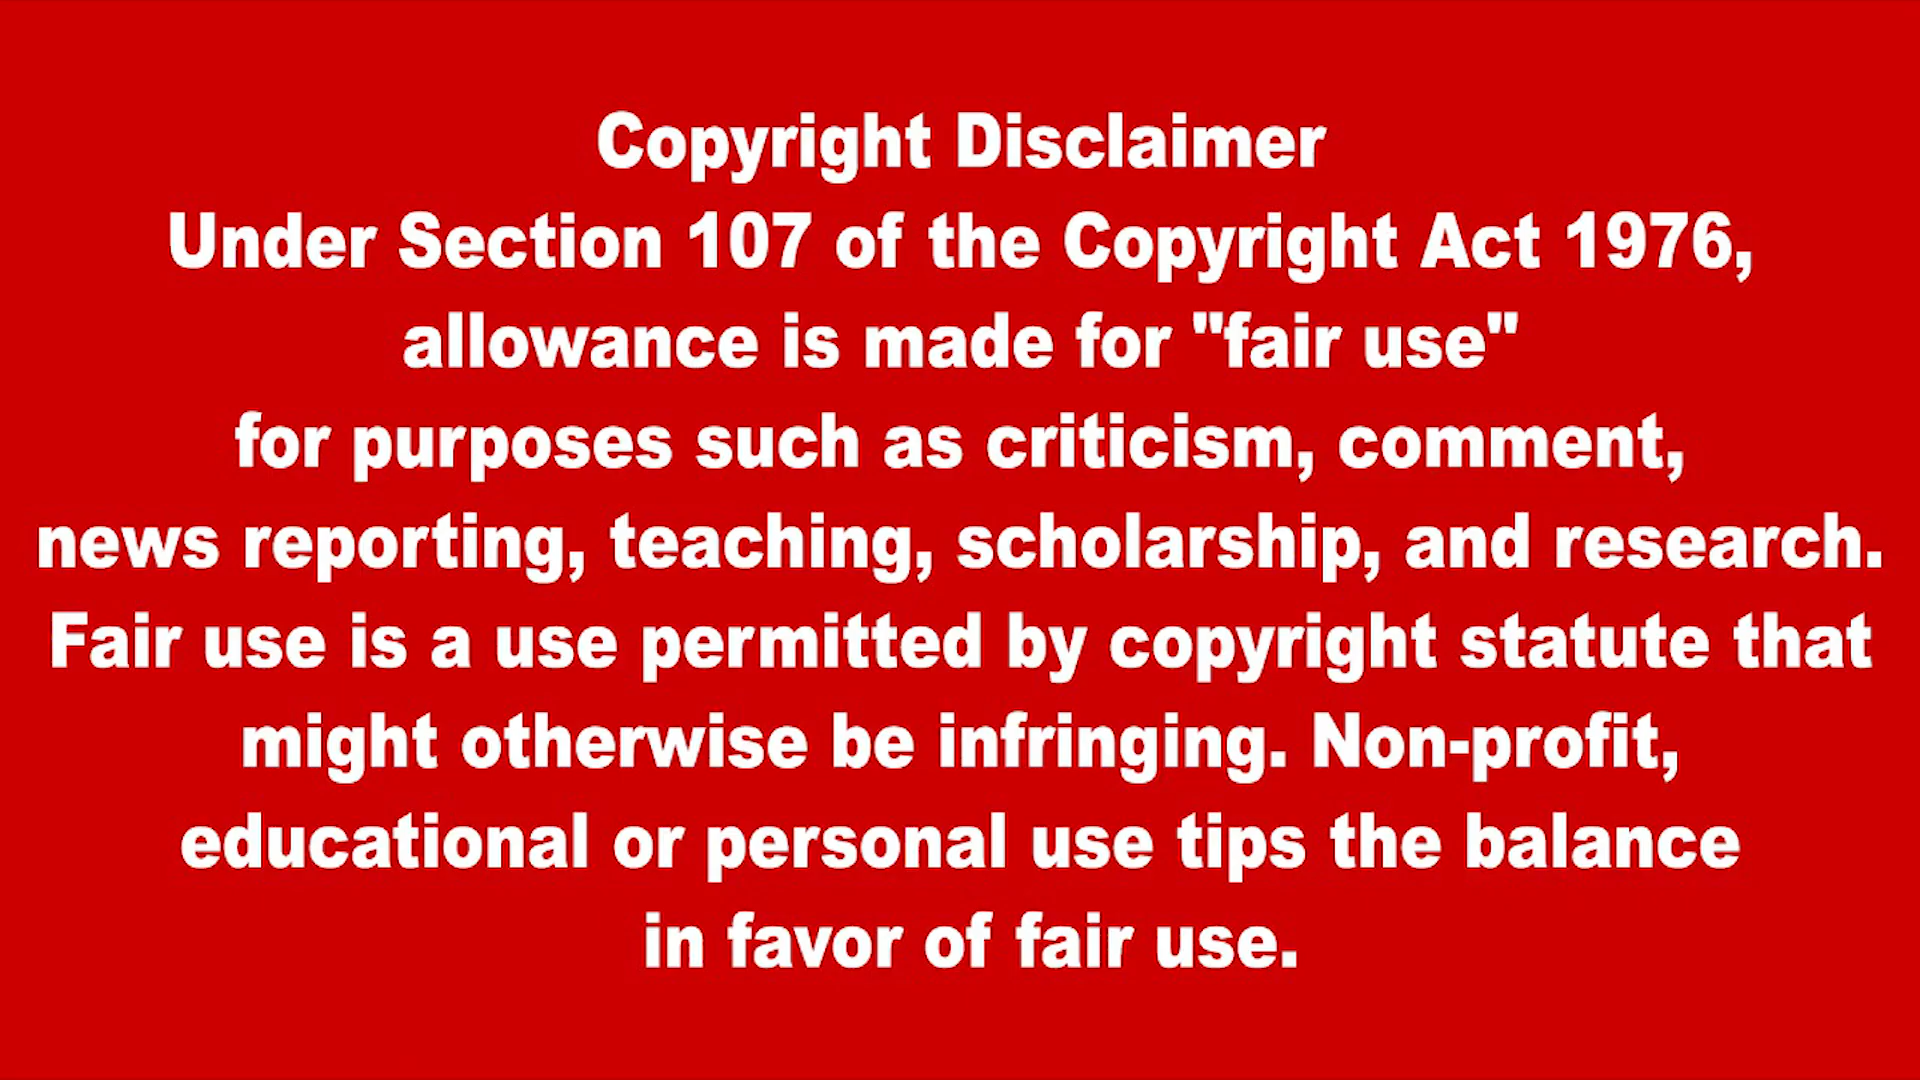 Copyright Disclaimer
Under Section 107 of the Copyright Act 1976,
allowance is made for "fair use"
for purposes such as criticism, comment,
news reporting, teaching, scholarship, and research.
Fair use is a use permitted by copyright statute that
might otherwise be infringing. Non-profit,
educational or personal use tips the balance
in favor of fair use.